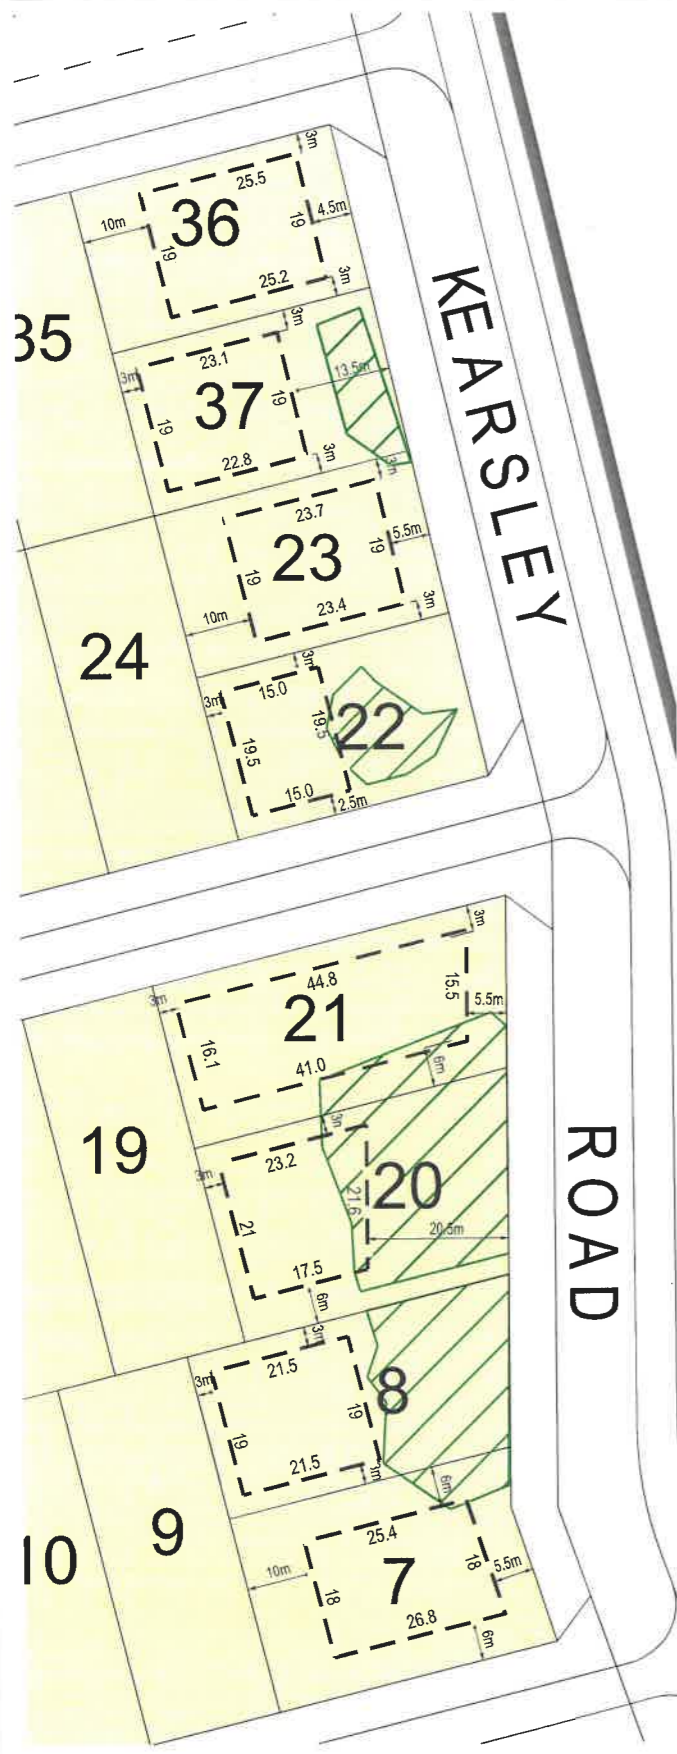 3m
25.5
10m
36
19
4.5m
19
25.2
3m
35
3m
23.1
13.5m
3m
37
19
19
22.8
3m
3m
23.7
23
19
5.5m
19
23.4
3m
10m
24
3m
15.0
3m
22
19.5
19.5
15.0
2.5m
KEARSLEY
3m
44.8
3m
21
15.5
5.5m
16.1
41.0
6m
19
3m
23.2
3m
20
21.6
21
20.5m
17.5
6m
ROAD
3m
21.5
3m
8
19
19
21.5
3m
6m
9
10
25.4
10m
7
18
5.5m
18
26.8
6m